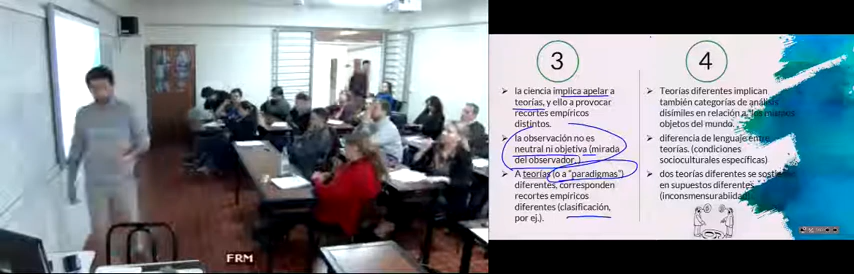 FRM
3
la ciencia implica apelar a
teorías, y ello a provocar
recortes empíricos
distintos.
la observación no es
neutral ni objetiva (mirada
del observador.)
A teorías (o a "paradigmas")
diferentes, corresponden
recortes empíricos
diferentes (clasificación,
por ej.).
4
Teorías diferentes implican
también categorías de análisis
disímiles en relación a "los mismos
objetos del mundo.
diferencia de lenguaje entre
teorías. (condiciones
socioculturales específicas)
dos teorías diferentes se
en supuestos diferentes